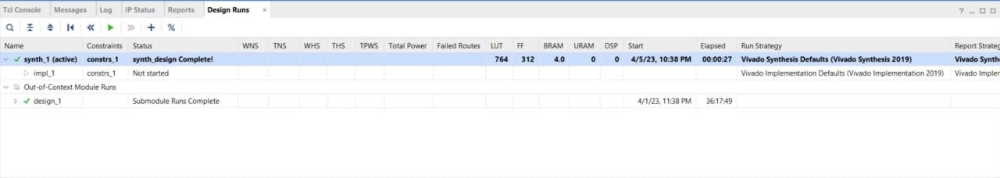 Tcl Console Messages Log IP Status Reports Design Runs × ? _
%
Name Constraints Status WNS TNS WHS THS TPWS Total Power Failed Routes LUT FF BRAM URAM DSP Start Elapsed Run Strategy Report Strateg
synth_1 (active) constrs_1 synth_design Complete! 764 312 4.0 0 0 4/5/23, 10:38 PM 00:00:27 Vivado Synthesis Defaults (Vivado Synthesis 2019) Vivado Synth
impl_1 constrs_1 Not started Vivado Implementation Defaults (Vivado Implementation 2019) Vivado Implen
Out-of-Context Module Runs
design_1 Submodule Runs Complete 4/1/23, 11:38 PM 36:17:49